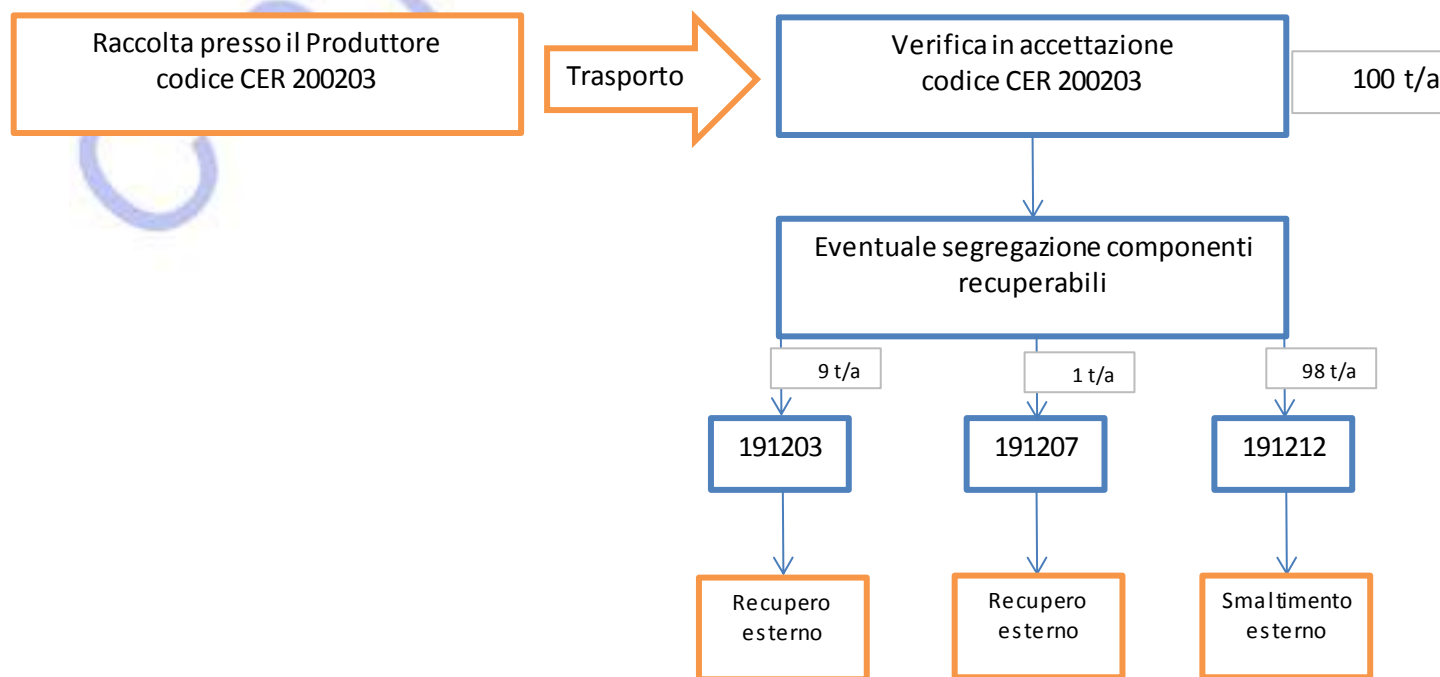 Raccolta presso il Produttore
codice CER 200203
Trasporto
Verifica in accettazione
codice CER 200203
100 t/a
Eventuale segregazione componenti
recuperabili
9 t/a
1 t/a
98 t/a
191203
191207
191212
Recupero
esterno
Recupero
esterno
Smaltimento
esterno